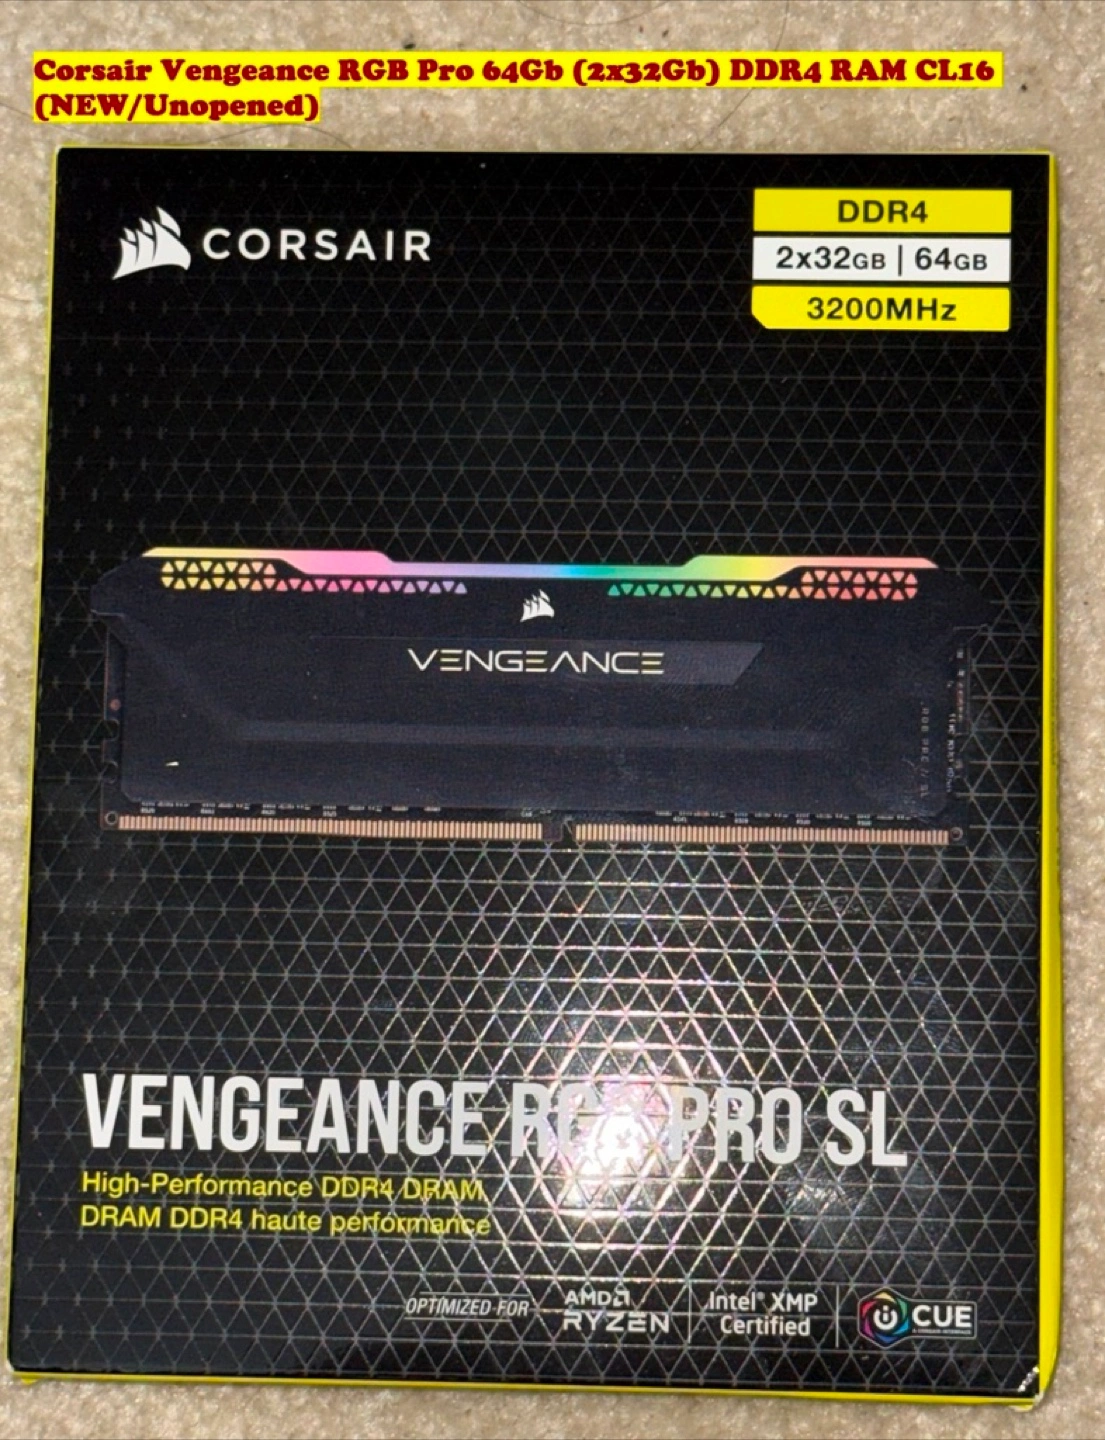 Corsair Vengeance RGB Pro 64Gb (2x32Gb) DDR4 RAM CL16
(NEW/Unopened)
CORSAIR
DDR4
2x32GB | 64GB
3200MHz
VENGEANCE
VENGEANCE RGB PRO SL
High-Performance DDR4 DRAM
DRAM DDR4 haute performance
OPTIMIZED FOR
AMD
RYZEN
Intel® XMP
Certified
CUE